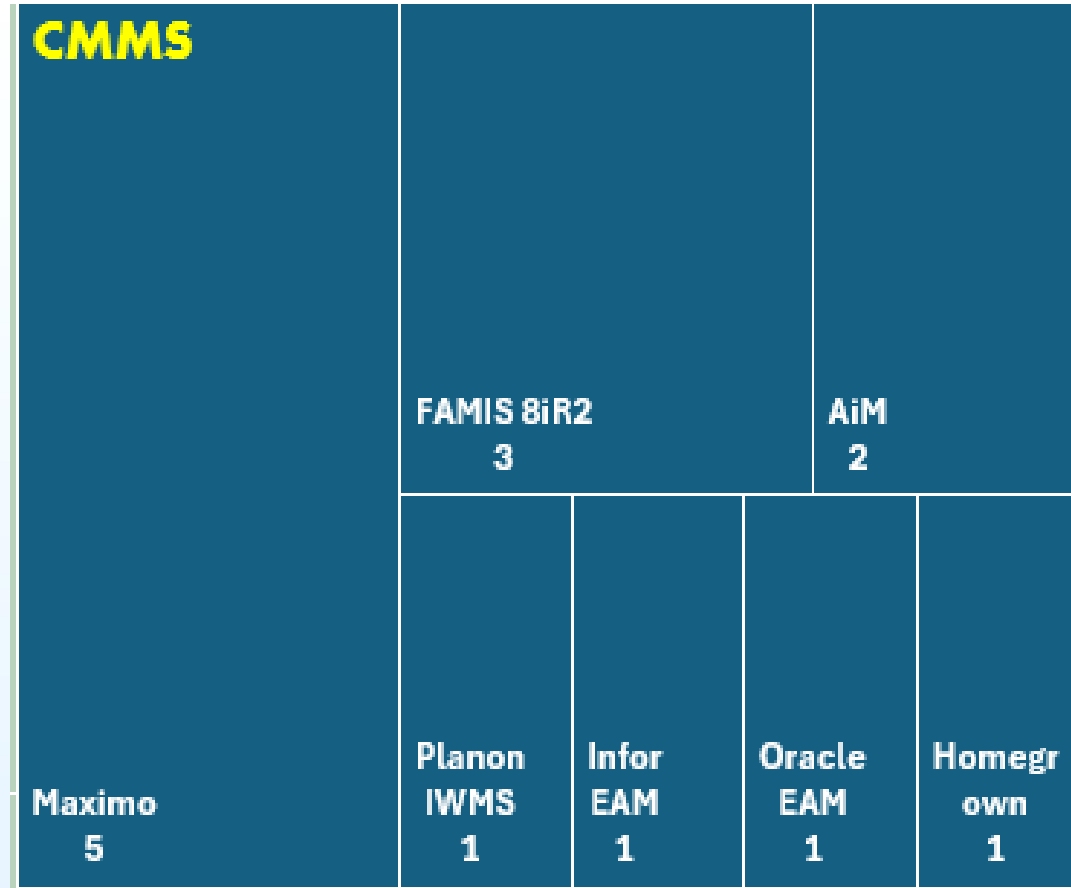 CMMS
FAMIS 8iR2
3
AiM
2
Maximo
5
Planon
IWMS
1
Infor
EAM
1
Oracle
EAM
1
Homegr
own
1